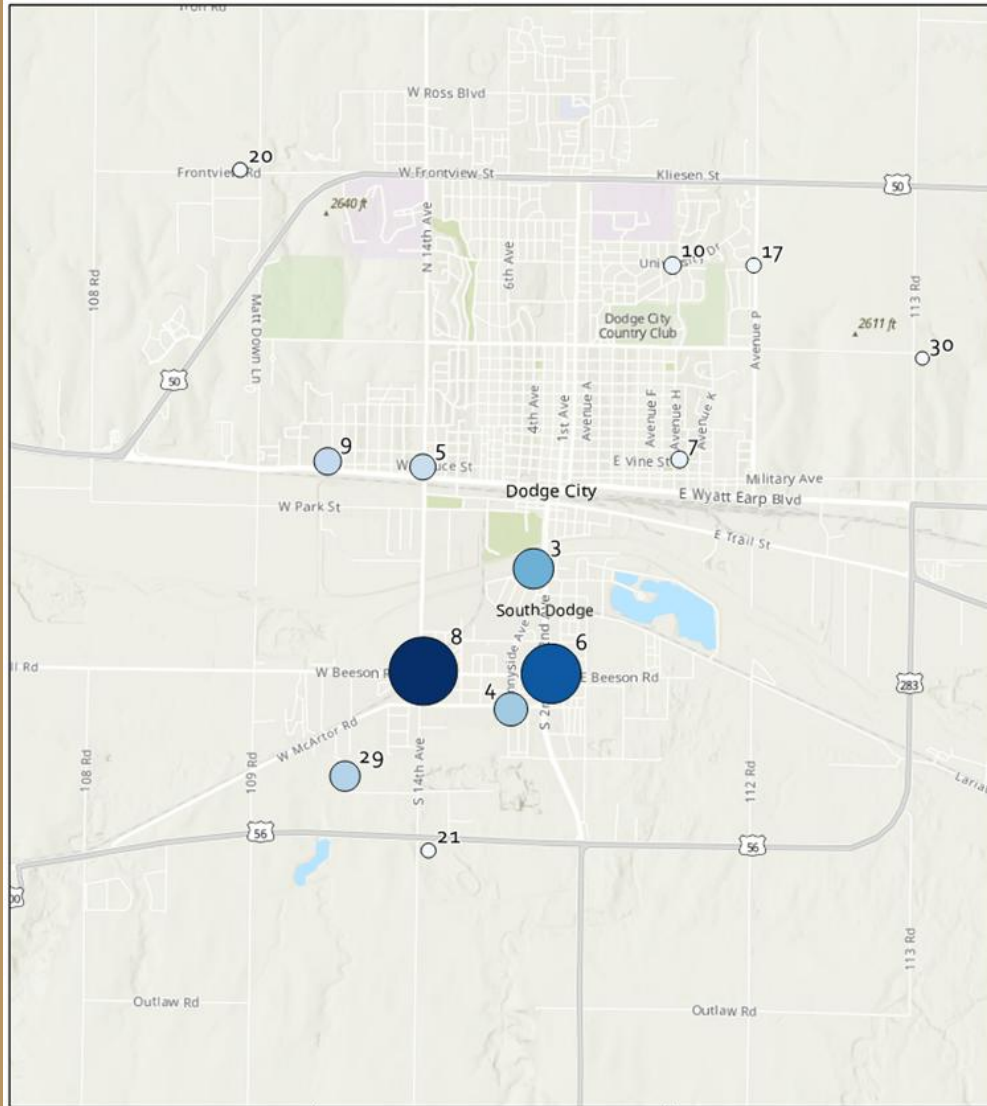 W Ross Blvd
20
Frontview Rd
W Frontview St
Kliesen St
50
2640 ft
N 14th Ave
6th Ave
10
17
108 Rd
113 Rd
Matt Down Ln
Dodge City
Country Club
2611 ft
Avenue P
30
50
4th Ave
1st Ave
Avenue A
Avenue F
Avenue H
Avenue K
9
5
7
E Vine St
Military Ave
Dodge City
E Wyatt Earp Blvd
W Park St
E Trail St
3
South Dodge
8
6
W Beeson
E Beeson Rd
283
4
W McArtor Rd
29
108 Rd
109 Rd
S 14th Ave
112 Rd
56
21
56
113 Rd
Outlaw Rd
Outlaw Rd